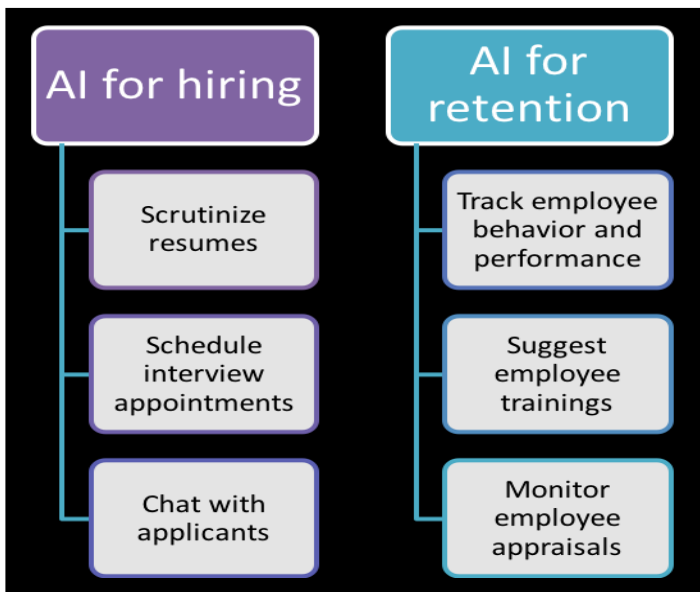 AI for hiring
Scrutinize
resumes
Schedule
interview
appointments
Chat with
applicants
AI for
retention
Track employee
behavior and
performance
Suggest
employee
trainings
Monitor
employee
appraisals